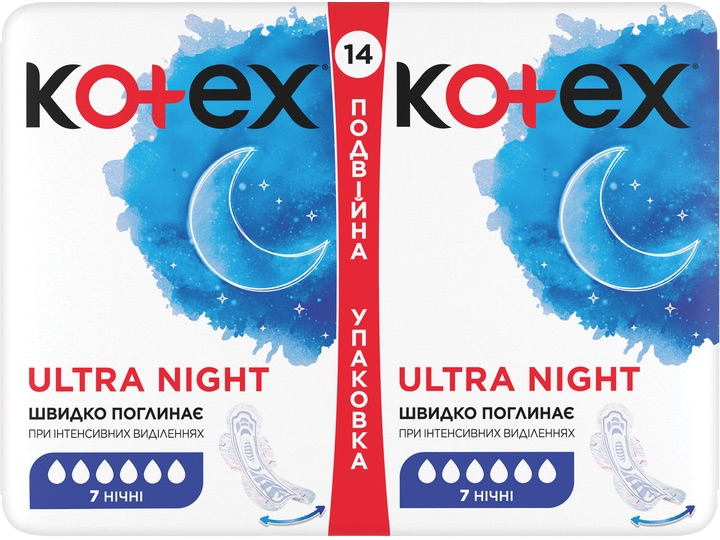 Kotex®
ULTRA NIGHT
ШВИДКО ПОГЛИНАЄ
ПРИ ІНТЕНСИВНИХ ВИДІЛЕННЯХ
7 НІЧНІ
14
ПОДВІЙНА УПАКОВКА
Kotex®
ULTRA NIGHT
ШВИДКО ПОГЛИНАЄ
ПРИ ІНТЕНСИВНИХ ВИДІЛЕННЯХ
7 НІЧНІ